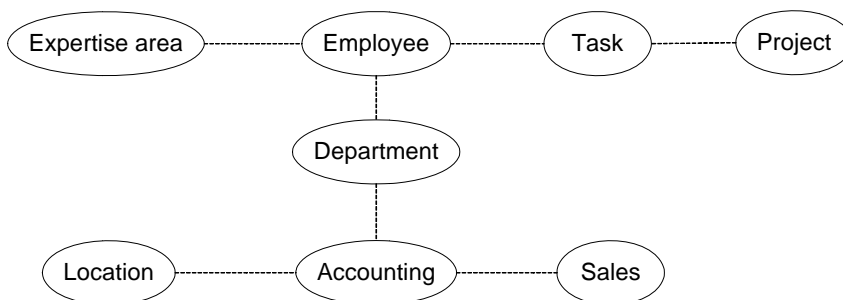 Expertise area
Employee
Task
Project
Department
Location
Accounting
Sales